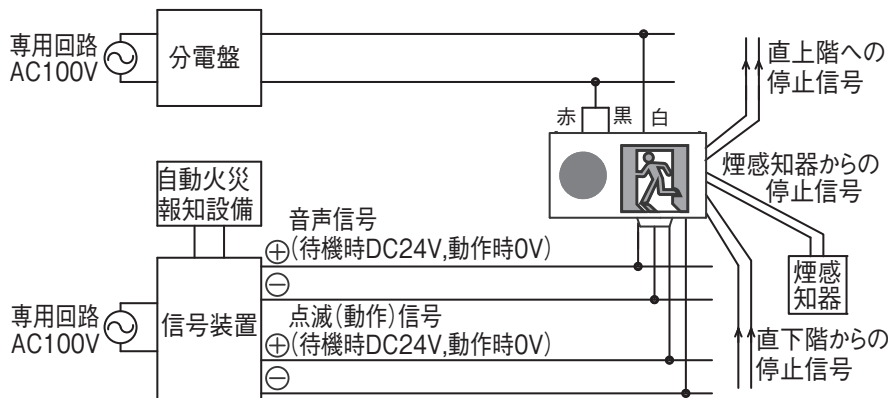 専用回路
AC100V
分電盤
直上階への
停止信号
赤
黒
白
煙感知器からの
停止信号
自動火災
報知設備
音声信号
⊕(待機時DC24V,動作時0V)
⊖
煙感
知器
専用回路
AC100V
信号装置
点滅(動作)信号
⊕(待機時DC24V,動作時0V)
⊖
直下階からの
停止信号